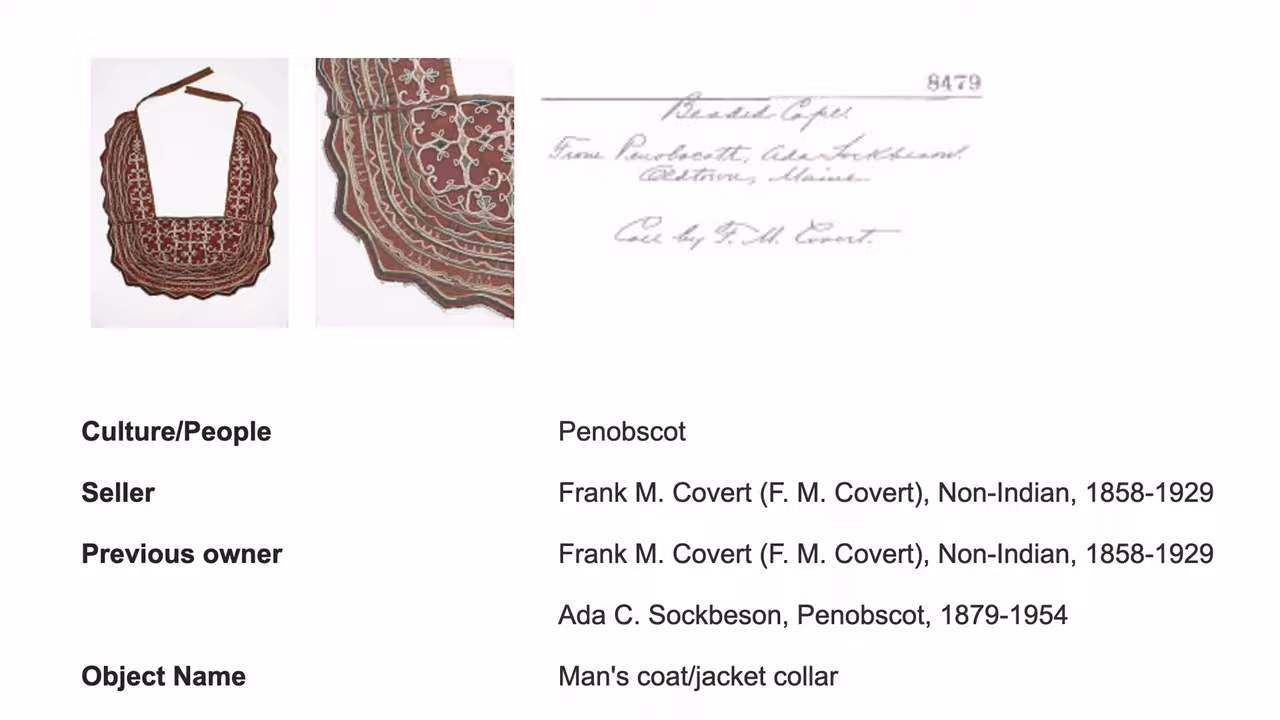 8479
Beaded Cape.
From Penobscott, Ada Sockbeson.
Oldtown, Maine.
Coll by F. M. Covert.
Culture/People Penobscot
Seller Frank M. Covert (F. M. Covert), Non-Indian, 1858-1929
Previous owner Frank M. Covert (F. M. Covert), Non-Indian, 1858-1929
Ada C. Sockbeson, Penobscot, 1879-1954
Object Name Man's coat/jacket collar